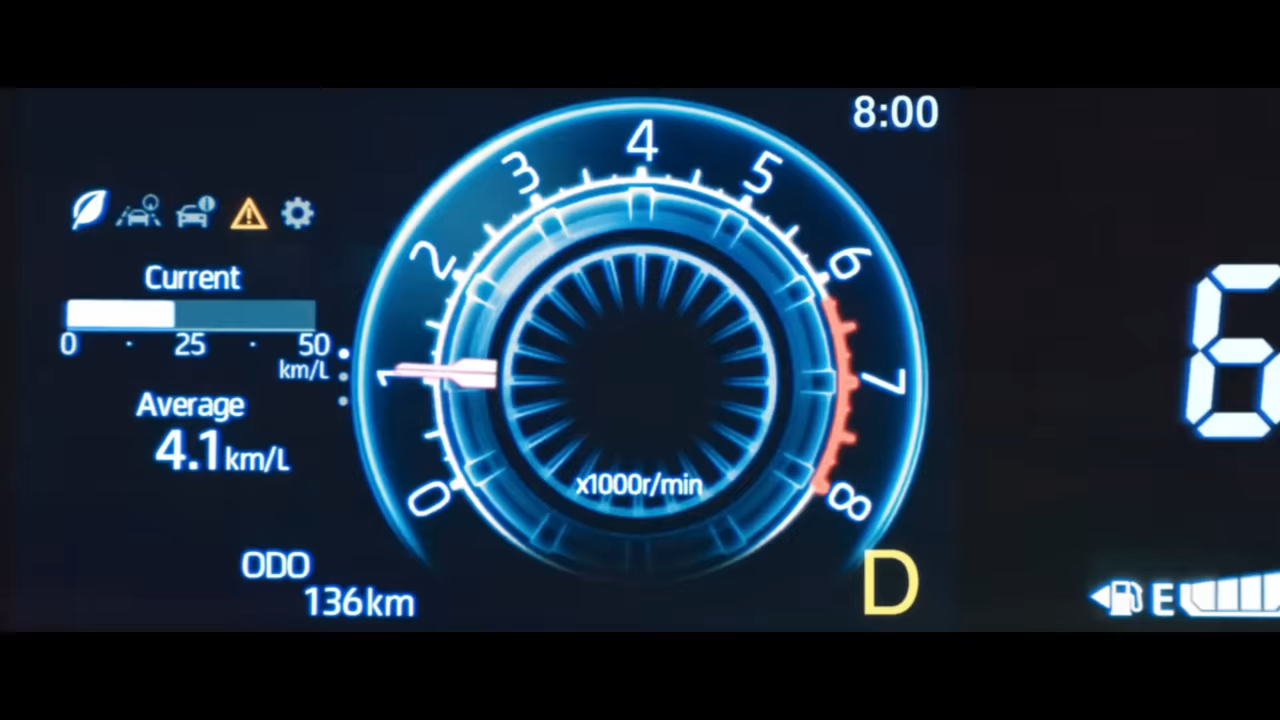 8:00
Current
0 25 50
km/L
Average
4.1km/L
ODO
136km
0 1 2 3 4 5 6 7 8
x1000r/min
D
6
E